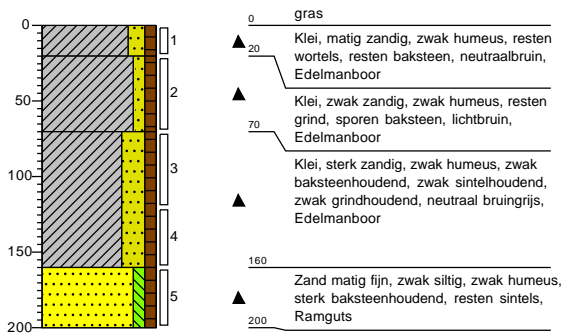 0
50
100
150
200
1
2
3
4
5
0
gras
Klei, matig zandig, zwak humeus, resten
wortels, resten baksteen, neutraalbruin,
Edelmanboor
20
Klei, zwak zandig, zwak humeus, resten
grind, sporen baksteen, lichtbruin,
Edelmanboor
70
Klei, sterk zandig, zwak humeus, zwak
baksteenhoudend, zwak sintelhoudend,
zwak grindhoudend, neutraal bruingrijs,
Edelmanboor
160
Zand matig fijn, zwak siltig, zwak humeus,
sterk baksteenhoudend, resten sintels,
Ramguts
200